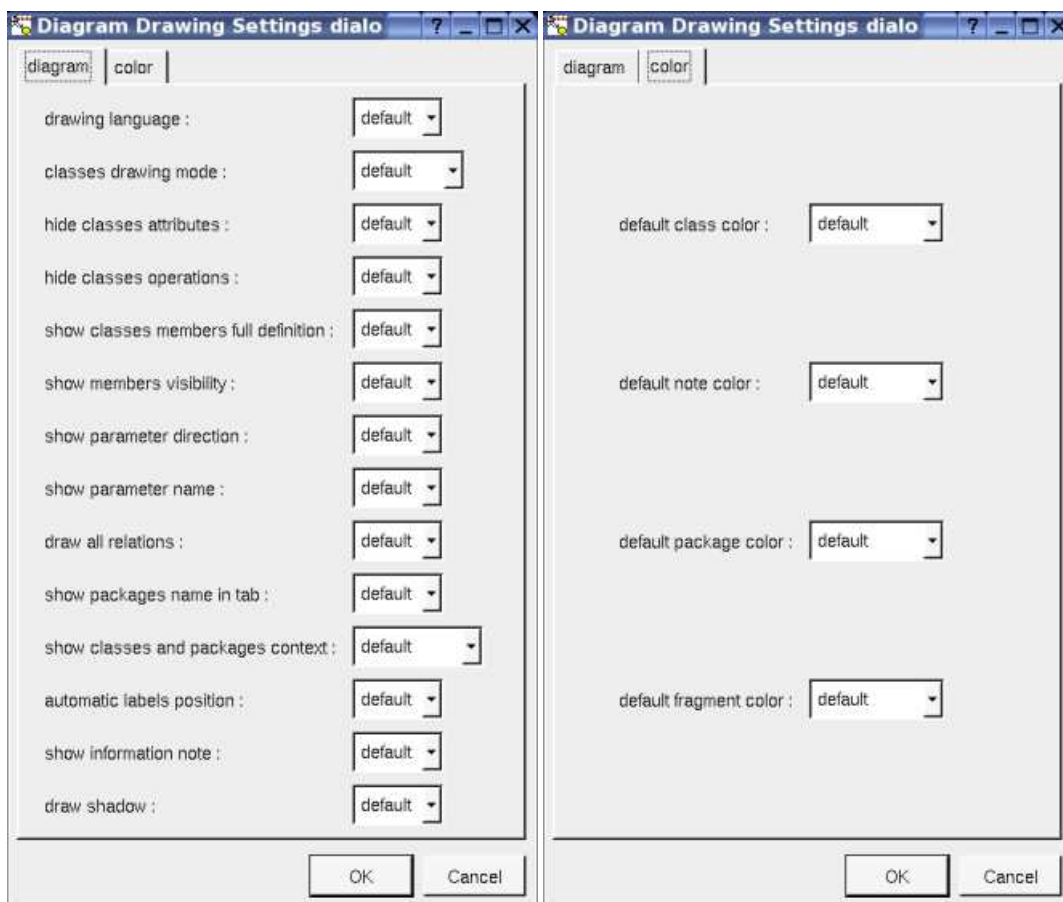 Diagram Drawing Settings dialo ?
diagram color
drawing language : default
classes drawing mode : default
hide classes attributes : default
hide classes operations : default
show classes members full definition : default
show members visibility : default
show parameter direction : default
show parameter name : default
draw all relations : default
show packages name in tab : default
show classes and packages context : default
automatic labels position : default
show information note : default
draw shadow : default
OK Cancel
Diagram Drawing Settings dialo ?
diagram color
default class color : default
default note color : default
default package color : default
default fragment color : default
OK Cancel